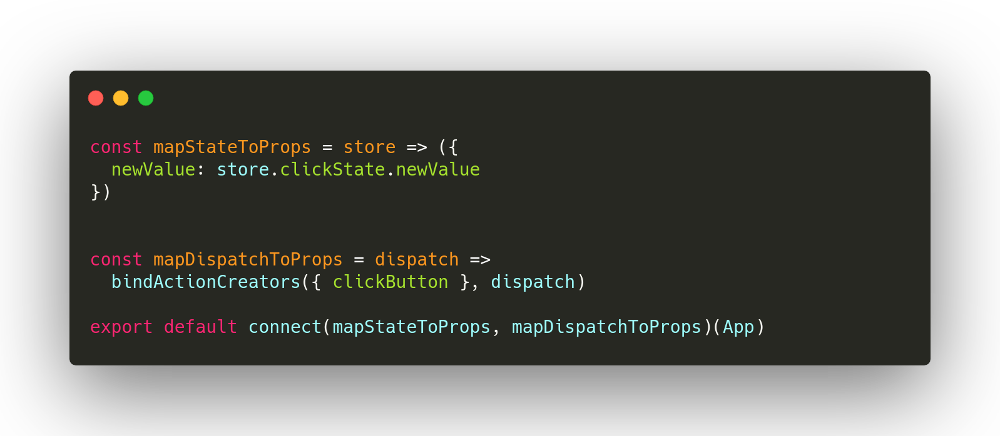 const mapStateToProps = store => ({
  newValue: store.clickState.newValue
})
const mapDispatchToProps = dispatch =>
  bindActionCreators({ clickButton }, dispatch)
export default connect(mapStateToProps, mapDispatchToProps)(App)